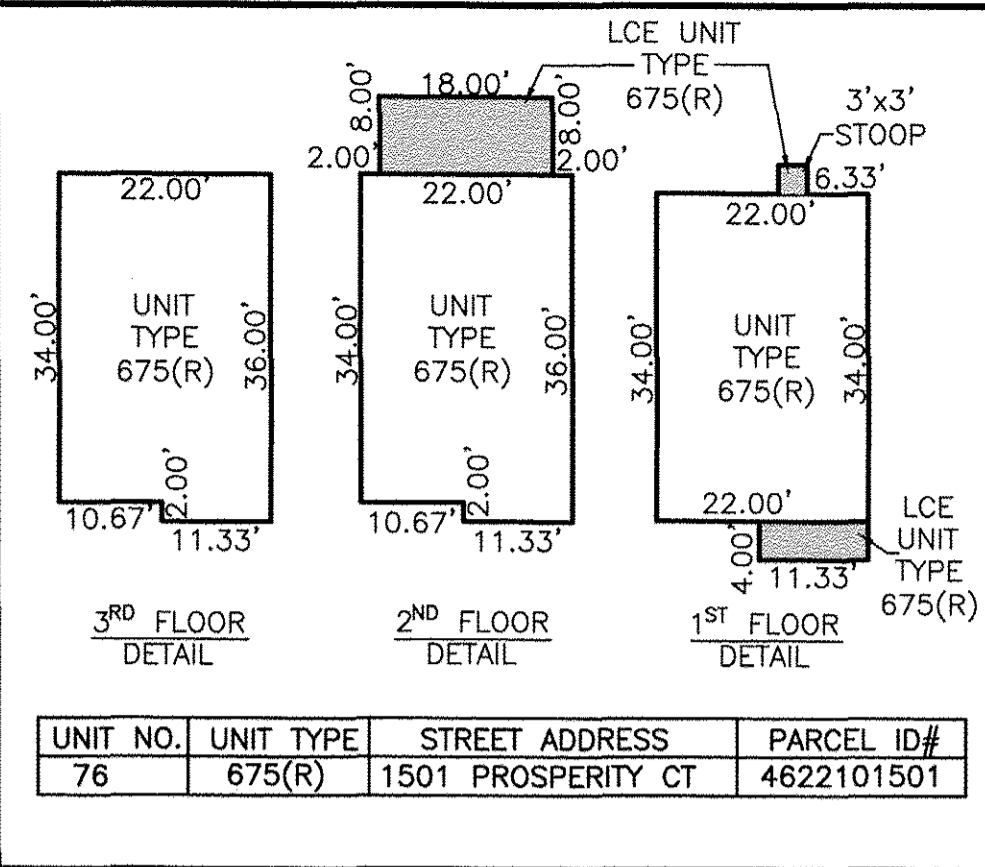 LCE UNIT
TYPE
675(R)
3'x3'
STOOP
18.00'
8.00'
8.00'
2.00'
2.00'
22.00'
34.00'
36.00'
UNIT
TYPE
675(R)
10.67'
2.00'
11.33'
3RD FLOOR
DETAIL
22.00'
34.00'
36.00'
UNIT
TYPE
675(R)
10.67'
2.00'
11.33'
2ND FLOOR
DETAIL
6.33'
22.00'
34.00'
34.00'
UNIT
TYPE
675(R)
22.00'
4.00'
11.33'
LCE
UNIT
TYPE
675(R)
1ST FLOOR
DETAIL
UNIT NO. UNIT TYPE STREET ADDRESS PARCEL ID#
76 675(R) 1501 PROSPERITY CT 4622101501